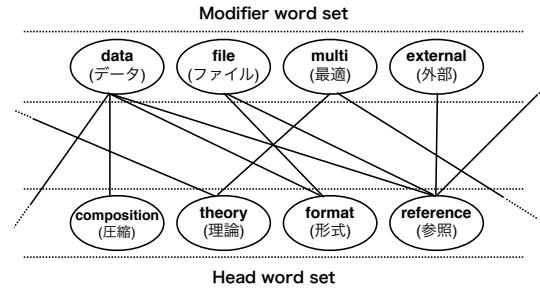 Modifier word set
data
(データ)
file
(ファイル)
multi
(最適)
external
(外部)
composition
(圧縮)
theory
(理論)
format
(形式)
reference
(参照)
Head word set